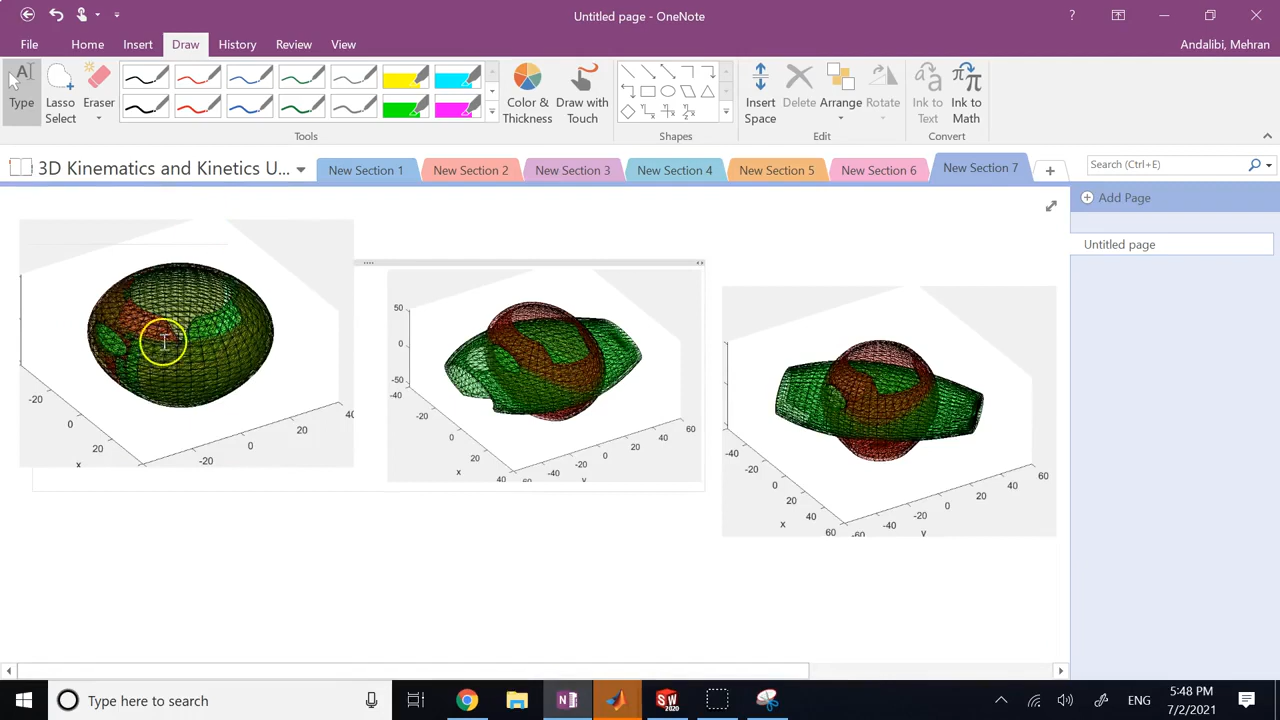 Untitled page - OneNote
?
File
Home
Insert
Draw
History
Review
View
Andalibi, Mehran
Type
Lasso Select
Eraser
Color & Thickness
Draw with Touch
Insert Space
Delete
Arrange
Rotate
Ink to Text
Ink to Math
Tools
Shapes
Edit
Convert
3D Kinematics and Kinetics U...
New Section 1
New Section 2
New Section 3
New Section 4
New Section 5
New Section 6
New Section 7
Search (Ctrl+E)
Add Page
Untitled page
-20
0
20
x
-20
0
20
40
50
0
-50
-40
-20
0
20
40
x
60
-40
-20
0
20
40
60
y
-40
-20
0
20
40
60
x
-60
-40
-20
0
20
40
60
y
Type here to search
ENG
5:48 PM
7/2/2021